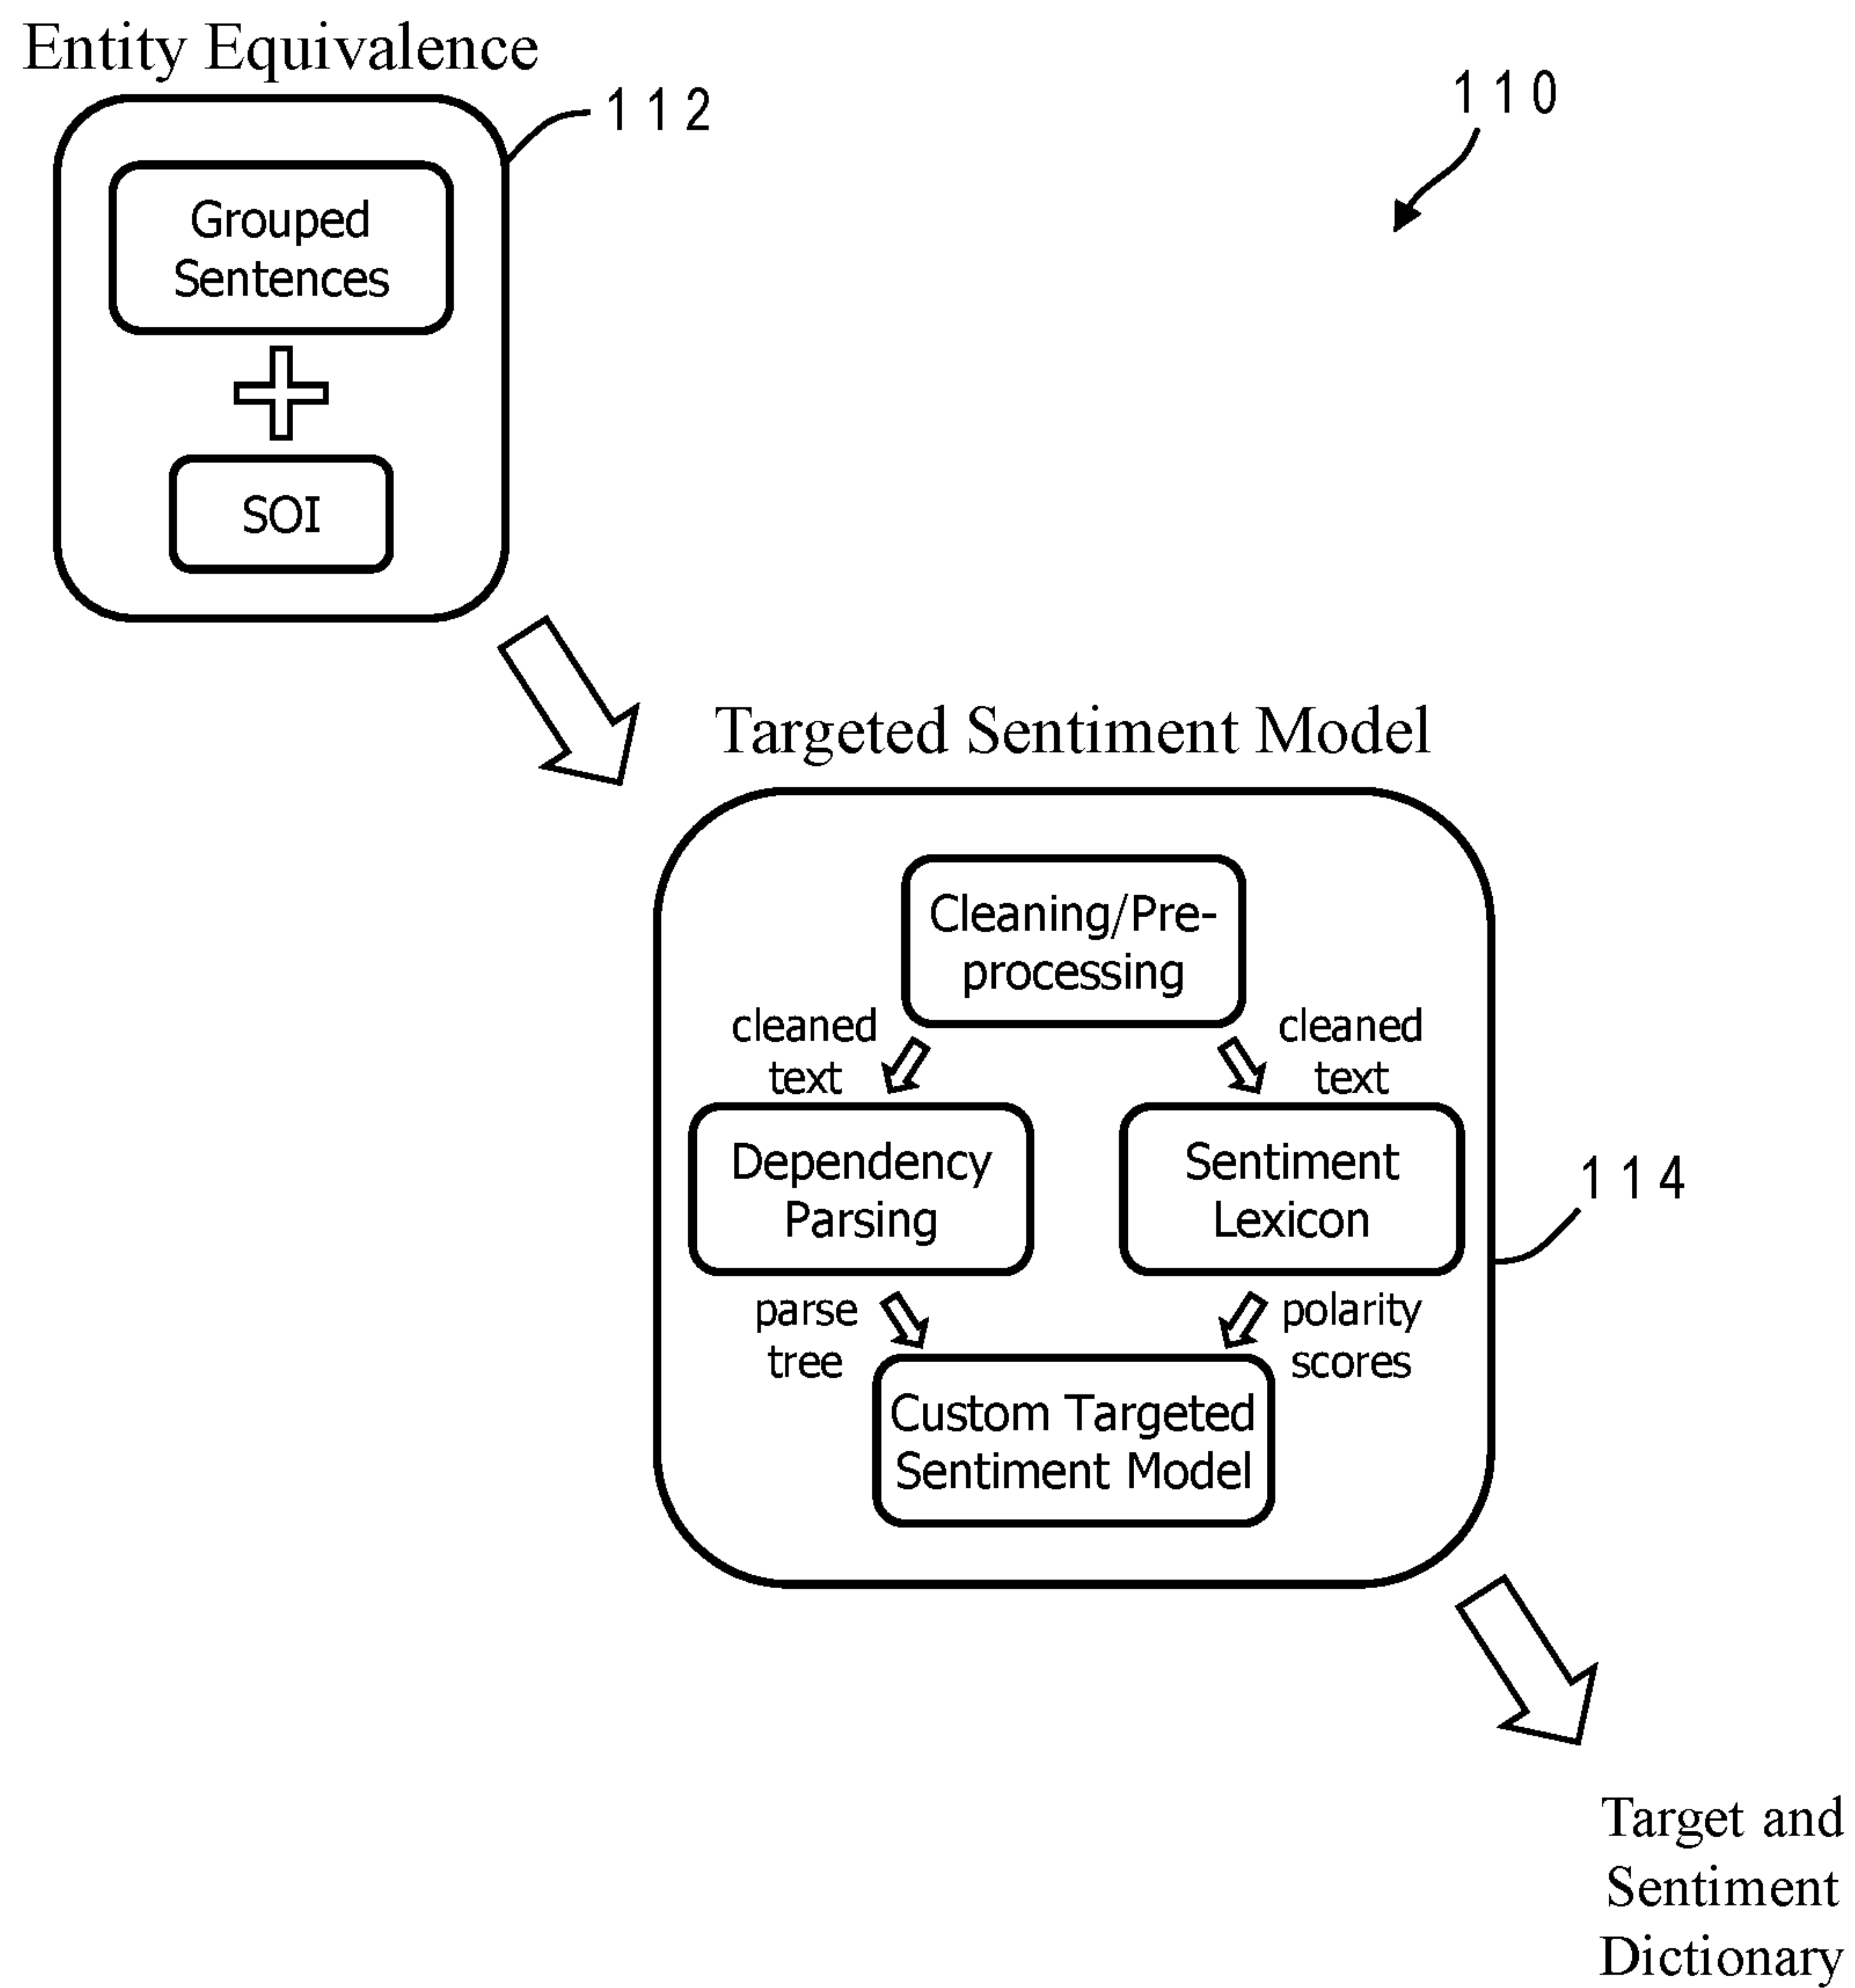 Entity Equivalence
112
110
Grouped
Sentences
SOI
Targeted Sentiment Model
Cleaning/Pre-
processing
cleaned
text
cleaned
text
Dependency
Parsing
Sentiment
Lexicon
114
parse
tree
polarity
scores
Custom Targeted
Sentiment Model
Target and
Sentiment
Dictionary